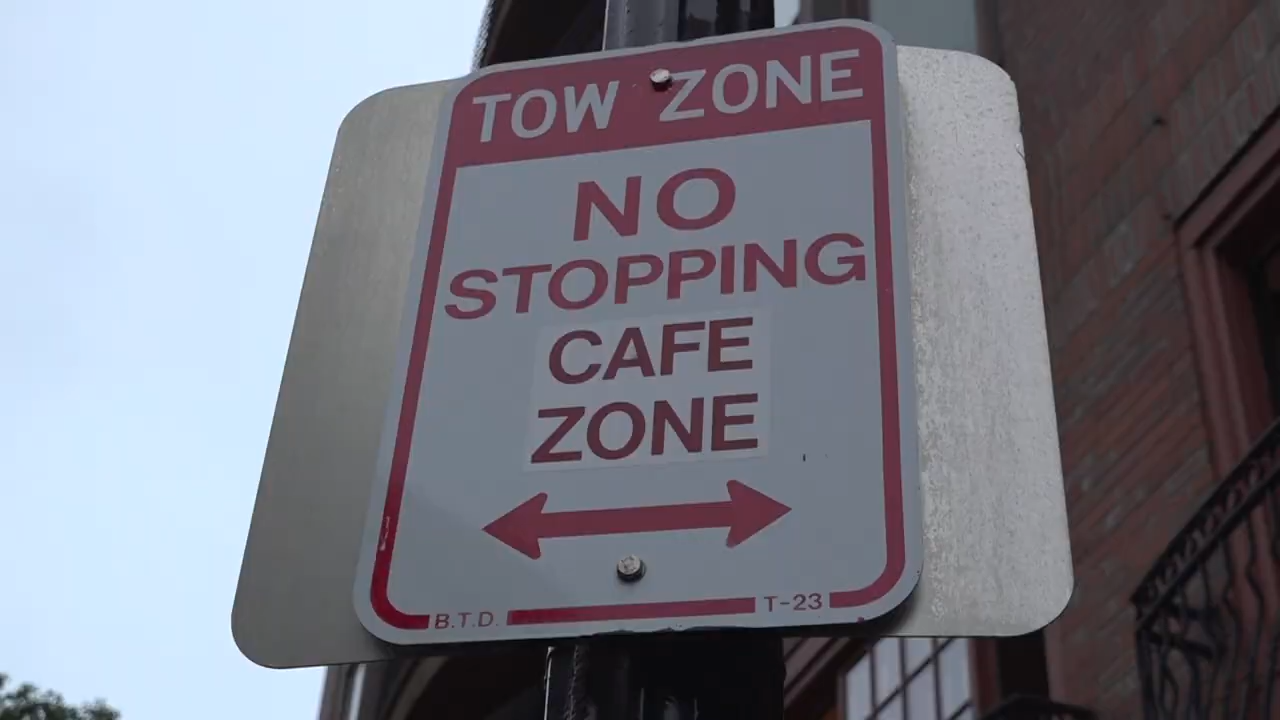 TOW ZONE
NO
STOPPING
CAFE
ZONE
B.T.D. T-23